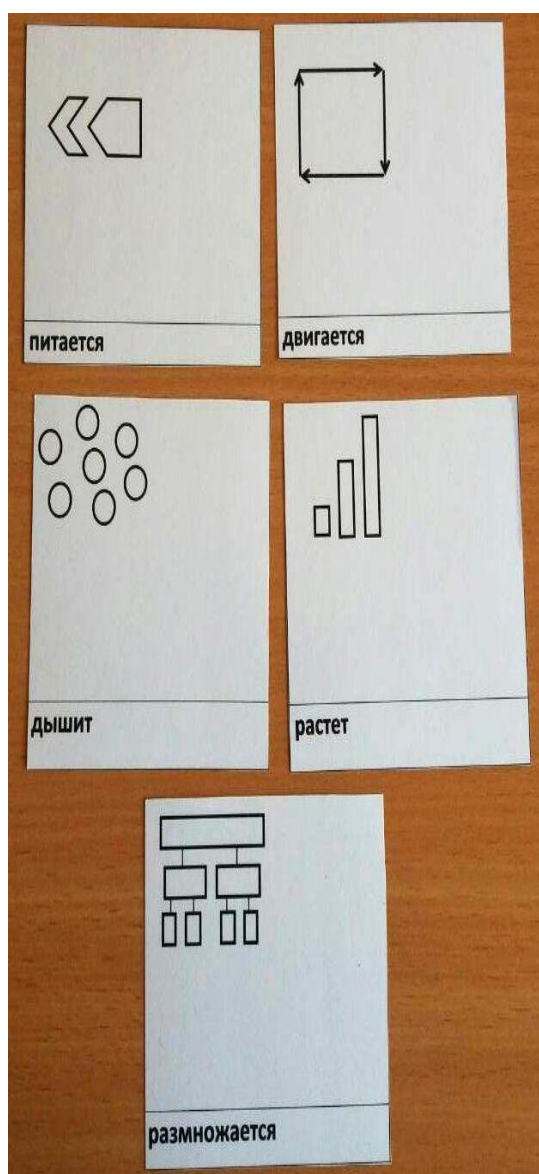 питается
двигается
дышит
растет
размножается